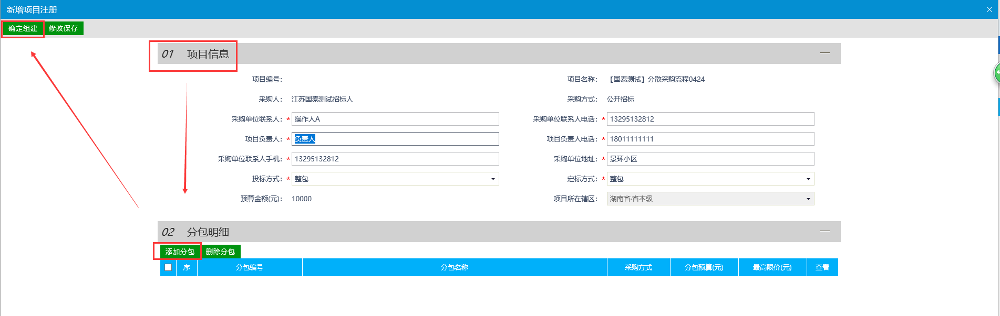 新增项目注册
确定组建 修改保存
01 项目信息
项目编号： 项目名称： 【国泰测试】分散采购流程0424
采购人： 江苏国泰测试招标人 采购方式： 公开招标
采购单位联系人： * 操作人A 采购单位联系人电话： * 13295132812
项目负责人： * 负责人 项目负责人电话： * 18011111111
采购单位联系人手机： * 13295132812 采购单位地址： * 景环小区
投标方式： * 整包 定标方式： * 整包
预算金额(元)： 10000 项目所在辖区： 湖南省·省本级
02 分包明细
添加分包 删除分包
序 分包编号 分包名称 采购方式 分包预算(元) 最高限价(元) 查看